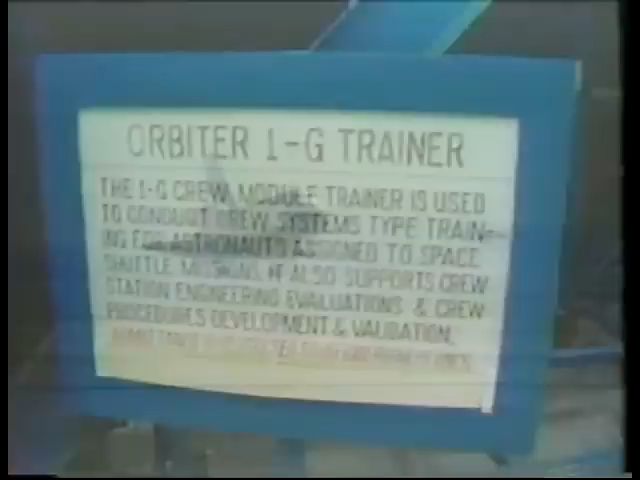 ORBITER 1-G TRAINER
THE 1-G CREW MODULE TRAINER IS USED
TO CONDUCT CREW SYSTEMS TYPE TRAIN-
ING FOR ASTRONAUTS ASSIGNED TO SPACE
SHUTTLE MISSIONS. IT ALSO SUPPORTS CREW
STATION ENGINEERING EVALUATIONS & CREW
PROCEDURES DEVELOPMENT & VALIDATION.